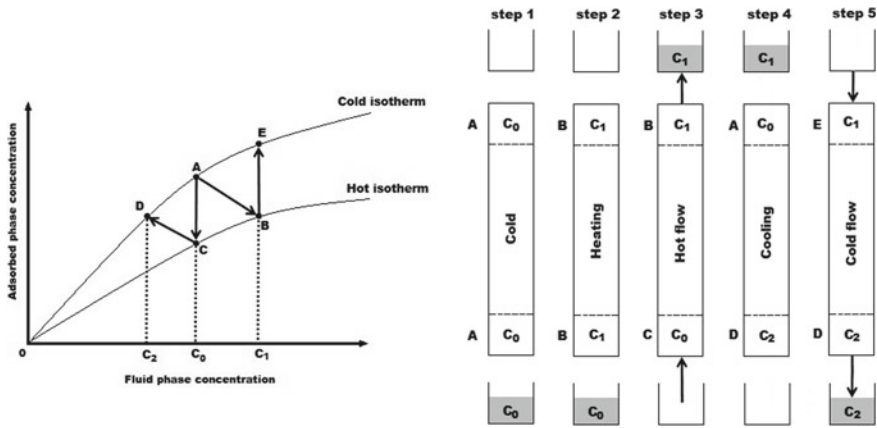 Adsorbed phase concentration
Cold isotherm
E
A
Hot isotherm
D
B
C
0
C₂ C₀ C₁
Fluid phase concentration
step 1 step 2 step 3 step 4 step 5
C₁ C₁
A C₀ B C₁ B C₁ A C₀ E C₁
Cold Heating Hot flow Cooling Cold flow
A C₀ B C₁ C C₀ D C₂ D C₂
C₀ C₀ C₂